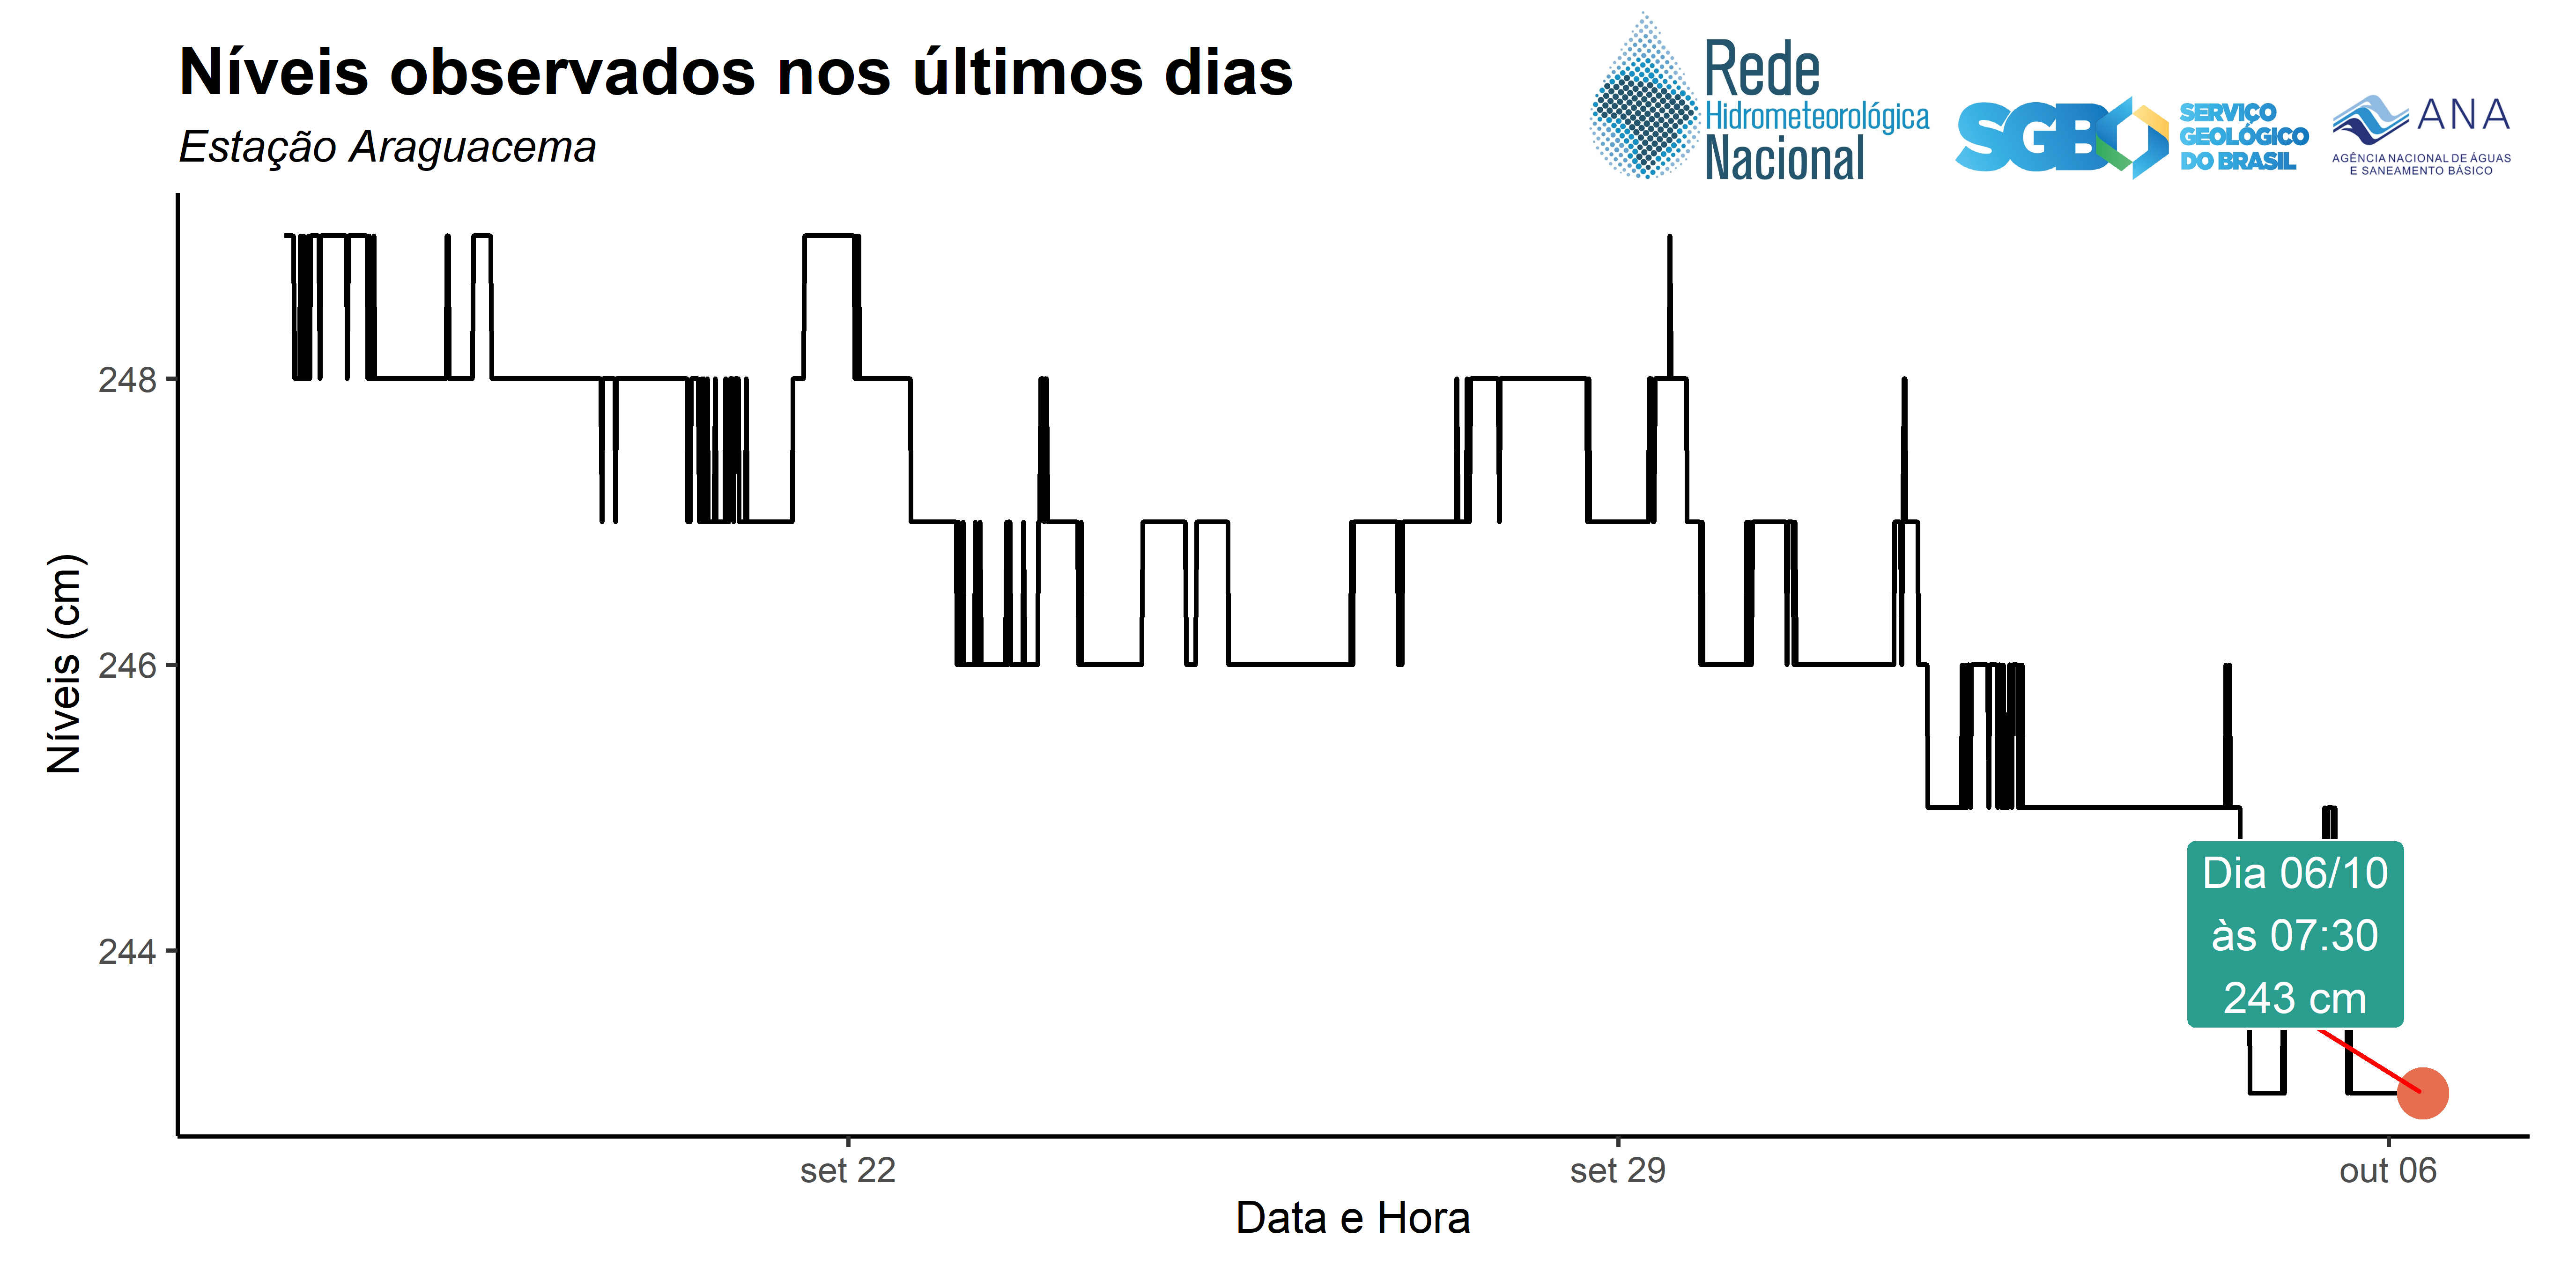 Níveis observados nos últimos dias
Estação Araguacema
Rede
Hidrometeorológica
Nacional
SGB
SERVIÇO
GEOLÓGICO
DO BRASIL
ANA
AGÊNCIA NACIONAL DE ÁGUAS
E SANEAMENTO BÁSICO
Níveis (cm)
248
246
244
Dia 06/10
às 07:30
243 cm
set 22
set 29
out 06
Data e Hora